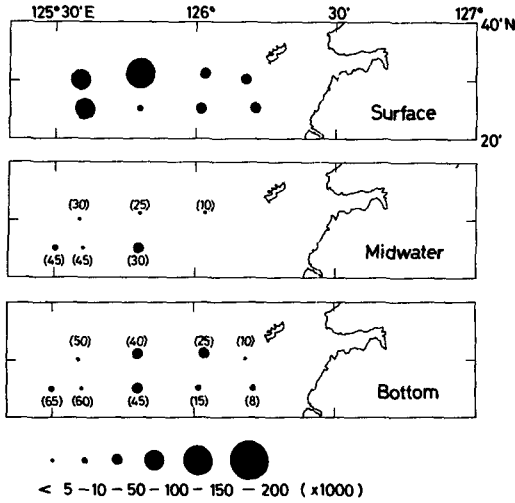 125°30'E 126° 30' 127°
40'N
Surface
20'
(30) (25) (10)
Midwater
(45) (45) (30)
(50) (40) (25) (10)
Bottom
(65) (60) (45) (15) (8)
< 5 - 10 - 50 - 100 - 150 - 200 (x1000)